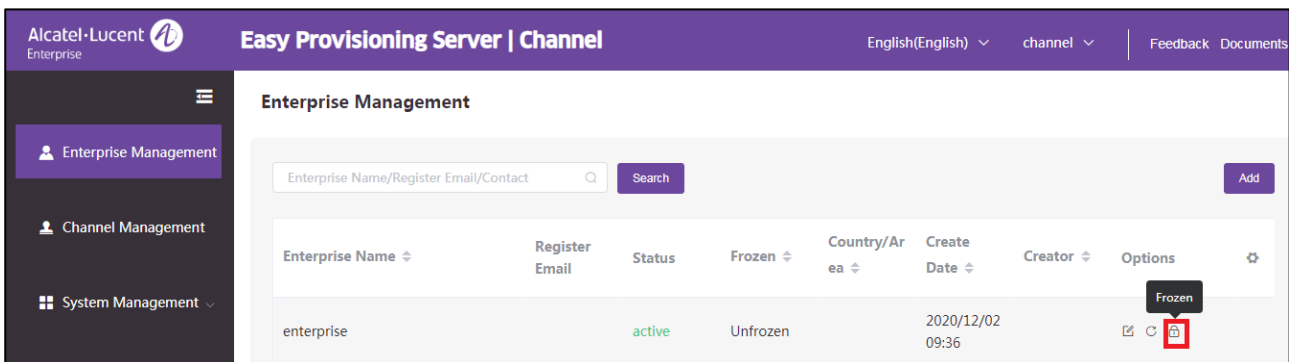 Alcatel·Lucent
Enterprise
Easy Provisioning Server | Channel
English(English)
channel
Feedback Documents
Enterprise Management
Enterprise Management
Enterprise Name/Register Email/Contact
Search
Add
Channel Management
Enterprise Name
Register
Email
Status
Frozen
Country/Ar
ea
Create
Date
Creator
Options
System Management
Frozen
enterprise
active
Unfrozen
2020/12/02
09:36